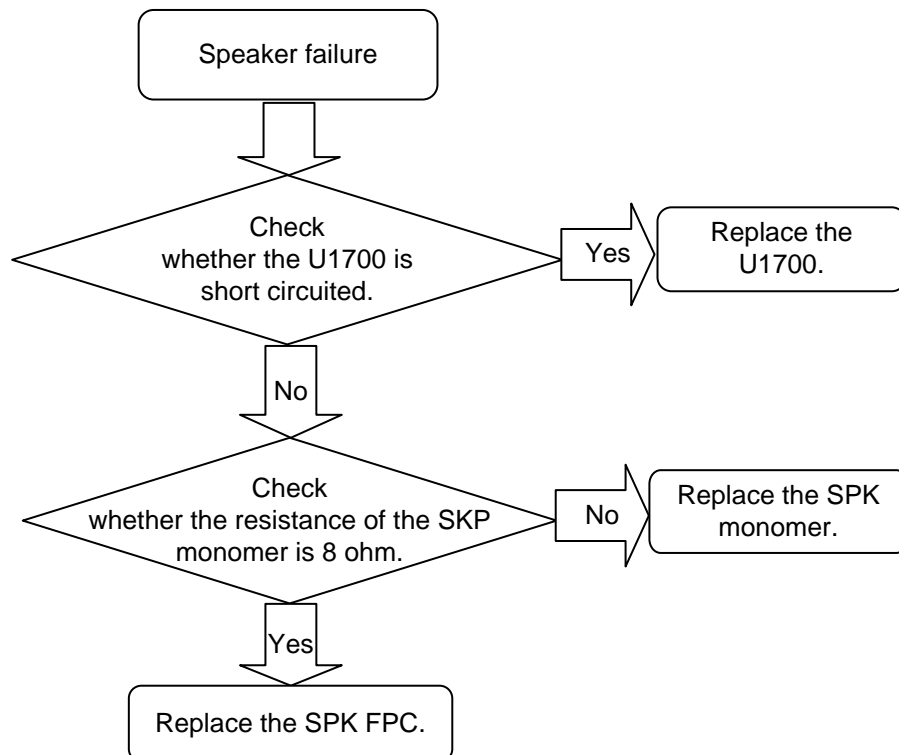 Speaker failure
Check
whether the U1700 is
short circuited.
Yes
Replace the
U1700.
No
Check
whether the resistance of the SKP
monomer is 8 ohm.
No
Replace the SPK
monomer.
Yes
Replace the SPK FPC.